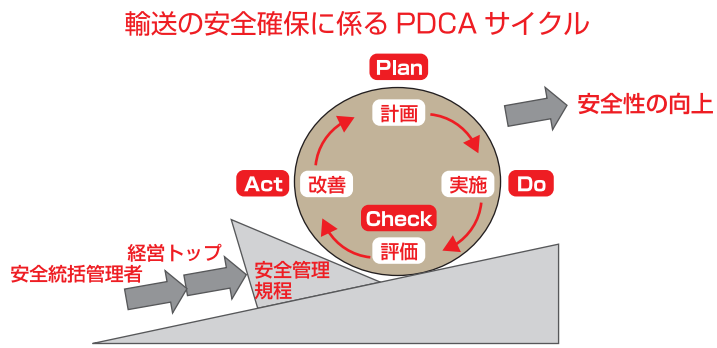 輸送の安全確保に係る PDCA サイクル
Plan
計画
安全性の向上
Act
改善
実施
Do
Check
評価
経営トップ
安全統括管理者
安全管理
規程